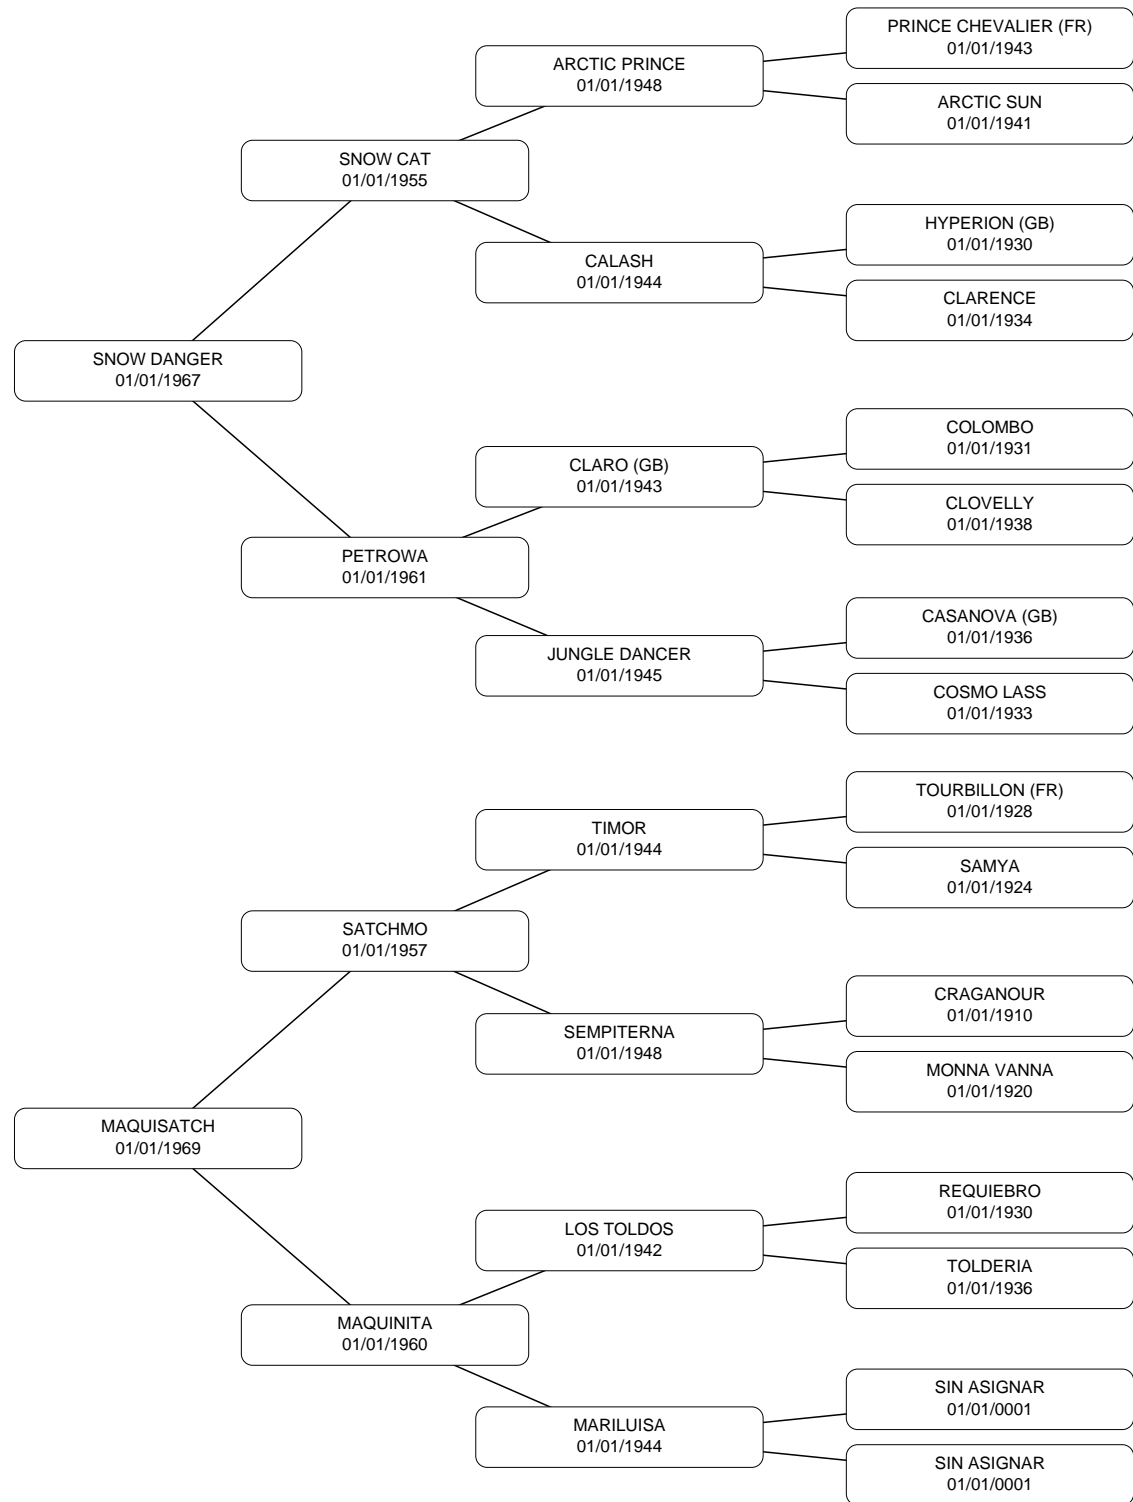 PRINCE CHEVALIER (FR)
01/01/1943
ARCTIC PRINCE
01/01/1948
ARCTIC SUN
01/01/1941
SNOW CAT
01/01/1955
HYPERION (GB)
01/01/1930
CALASH
01/01/1944
CLARENCE
01/01/1934
SNOW DANGER
01/01/1967
COLOMBO
01/01/1931
CLARO (GB)
01/01/1943
CLOVELLY
01/01/1938
PETROWA
01/01/1961
CASANOVA (GB)
01/01/1936
JUNGLE DANCER
01/01/1945
COSMO LASS
01/01/1933
TOURBILLON (FR)
01/01/1928
TIMOR
01/01/1944
SAMYA
01/01/1924
SATCHMO
01/01/1957
CRAGANOUR
01/01/1910
SEMPITERNA
01/01/1948
MONNA VANNA
01/01/1920
MAQUISATCH
01/01/1969
REQUIEBRO
01/01/1930
LOS TOLDOS
01/01/1942
TOLDERIA
01/01/1936
MAQUINITA
01/01/1960
SIN ASIGNAR
01/01/0001
MARILUISA
01/01/1944
SIN ASIGNAR
01/01/0001